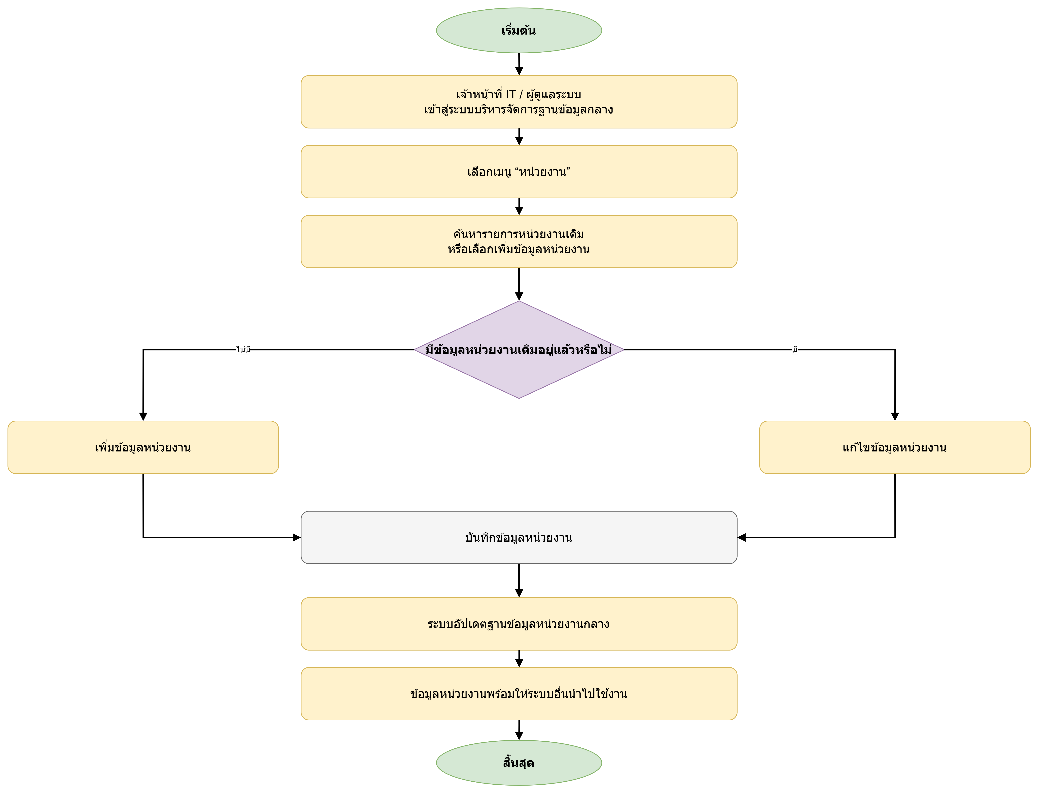 เริ่มต้น
เจ้าหน้าที่ IT / ผู้ดูแลระบบ
เข้าสู่ระบบบริหารจัดการฐานข้อมูลกลาง
เลือกเมนู “หน่วยงาน”
ค้นหารายการหน่วยงานเดิม
หรือเลือกเพิ่มข้อมูลหน่วยงาน
มีข้อมูลหน่วยงานเดิมอยู่แล้วหรือไม่
ไม่มี
มี
เพิ่มข้อมูลหน่วยงาน
แก้ไขข้อมูลหน่วยงาน
บันทึกข้อมูลหน่วยงาน
ระบบอัปเดตฐานข้อมูลหน่วยงานกลาง
ข้อมูลหน่วยงานพร้อมให้ระบบอื่นนำไปใช้งาน
สิ้นสุด